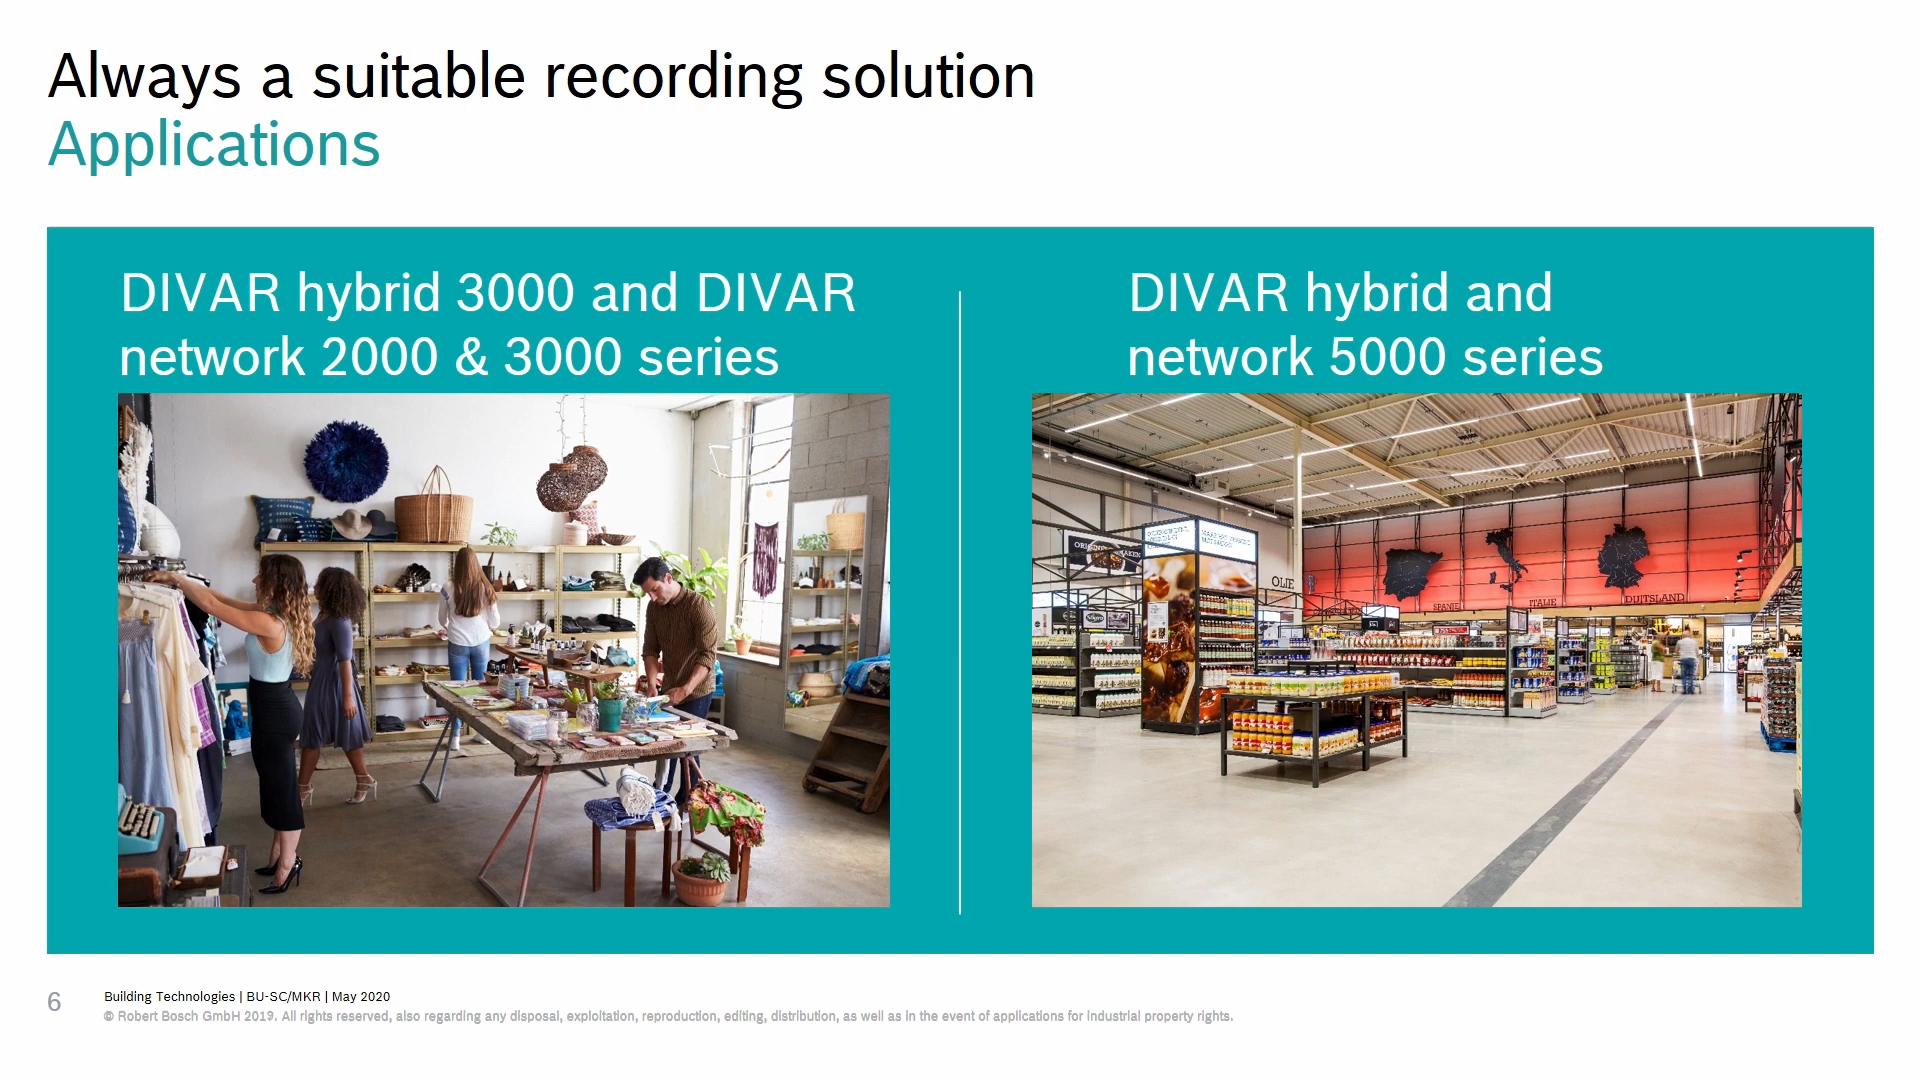 Always a suitable recording solution
Applications
DIVAR hybrid 3000 and DIVAR
network 2000 & 3000 series
DIVAR hybrid and
network 5000 series
OLIE
SPANJE
ITALIE
DUITSLAND
6
Building Technologies | BU-SC/MKR | May 2020
© Robert Bosch GmbH 2019. All rights reserved, also regarding any disposal, exploitation, reproduction, editing, distribution, as well as in the event of applications for industrial property rights.